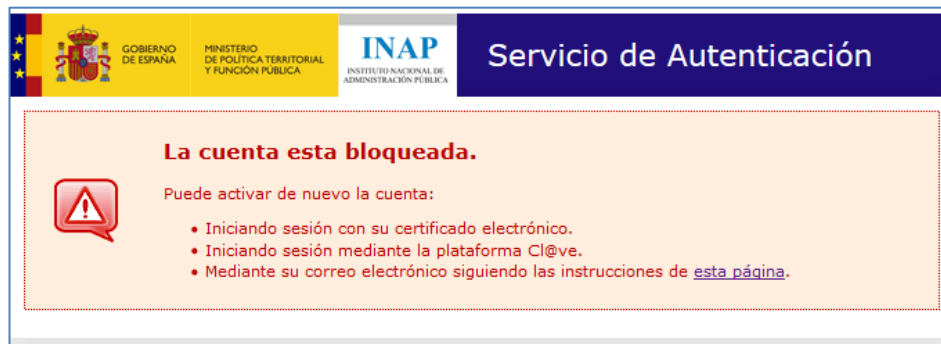 GOBIERNO
DE ESPAÑA
MINISTERIO
DE POLÍTICA TERRITORIAL
Y FUNCIÓN PÚBLICA
INAP
INSTITUTO NACIONAL DE
ADMINISTRACIÓN PÚBLICA
Servicio de Autenticación
La cuenta esta bloqueada.
Puede activar de nuevo la cuenta:
• Iniciando sesión con su certificado electrónico.
• Iniciando sesión mediante la plataforma Cl@ve.
• Mediante su correo electrónico siguiendo las instrucciones de esta página.